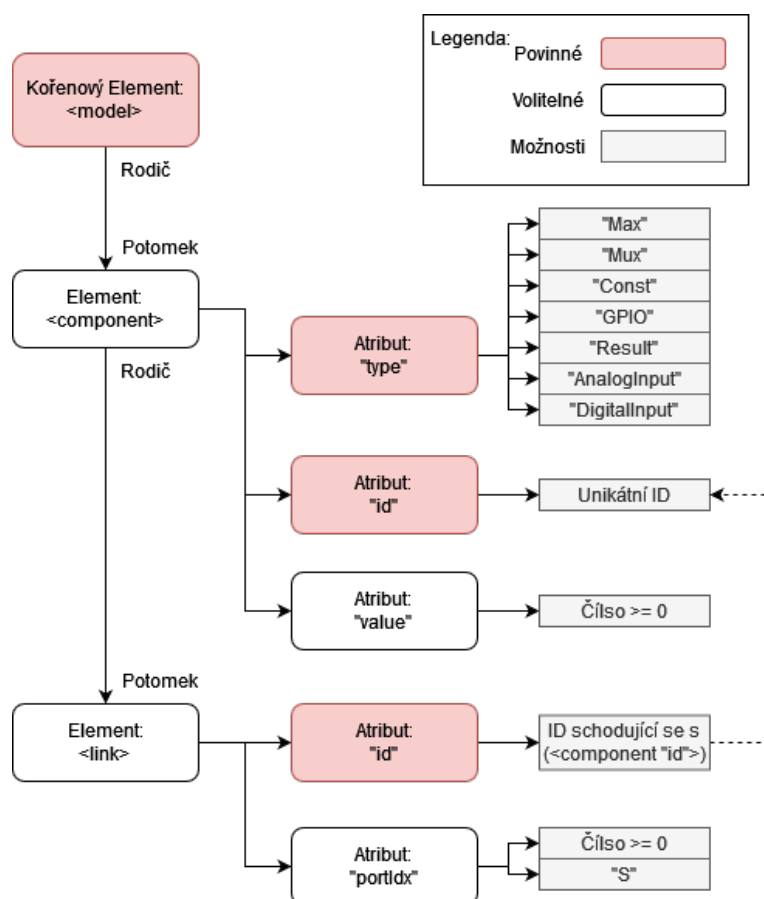 Legenda:
Povinné
Volitelné
Možnosti
Kořenový Element:
<model>
Rodič
Potomek
Element:
<component>
Rodič
Atribut:
"type"
"Max"
"Mux"
"Const"
"GPIO"
"Result"
"AnalogInput"
"DigitalInput"
Atribut:
"id"
Unikátní ID
Atribut:
"value"
Čílso >= 0
Potomek
Element:
<link>
Atribut:
"id"
ID schodující se s
(<component "id">)
Atribut:
"portIdx"
Čílso >= 0
"S"